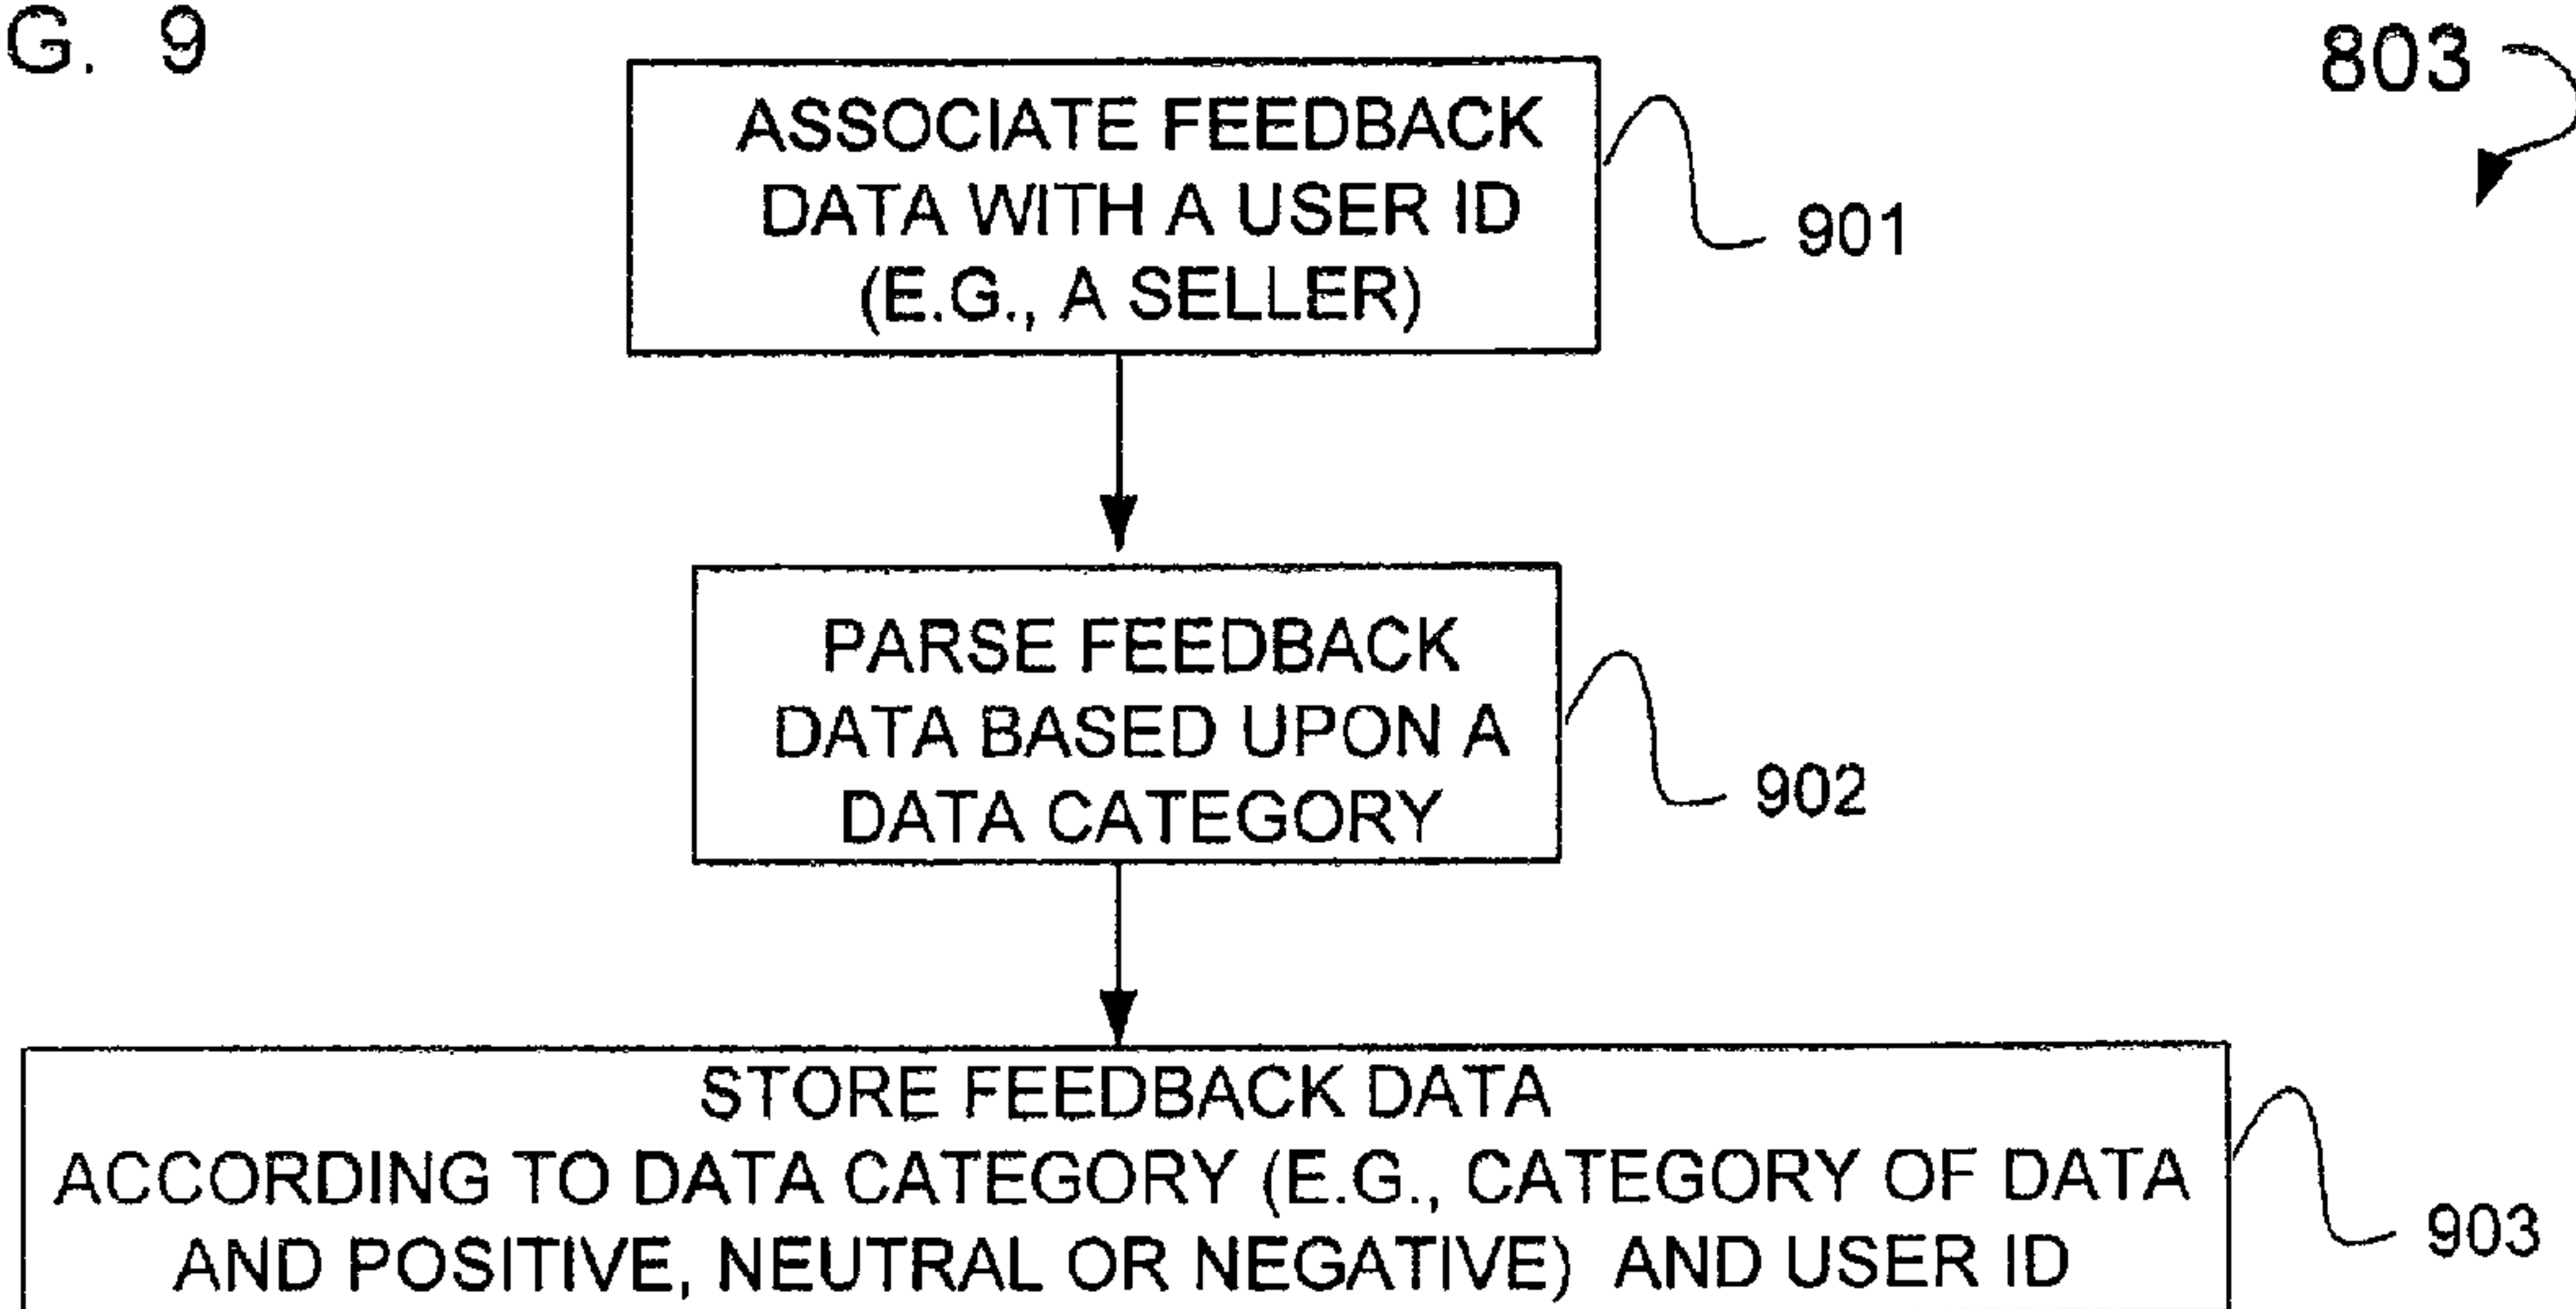 G. 9
803
ASSOCIATE FEEDBACK
DATA WITH A USER ID
(E.G., A SELLER)
901
PARSE FEEDBACK
DATA BASED UPON A
DATA CATEGORY
902
STORE FEEDBACK DATA
ACCORDING TO DATA CATEGORY (E.G., CATEGORY OF DATA
AND POSITIVE, NEUTRAL OR NEGATIVE) AND USER ID
903